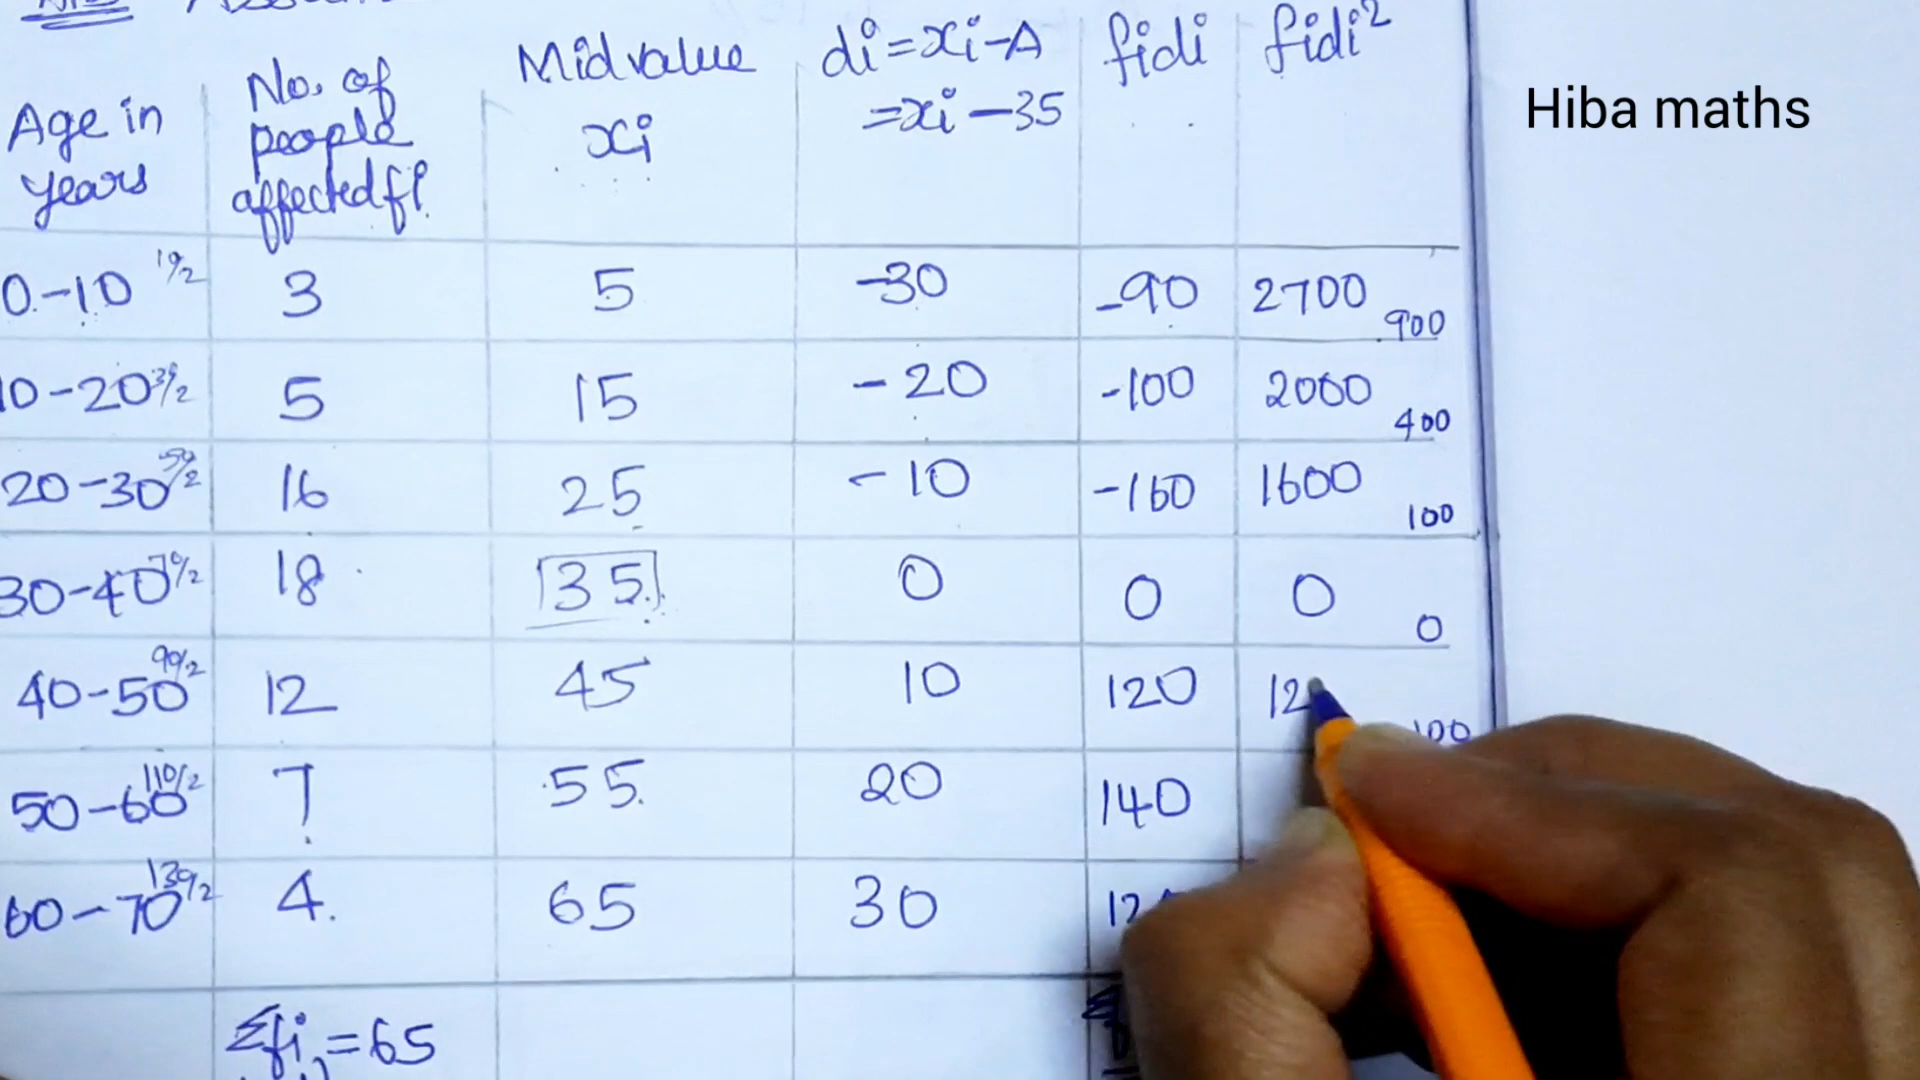 Age in years
No. of people affected fi
Mid value xi
di = xi - A
= xi - 35
fidi
fidi²
Hiba maths
0-10 10/2 3 5 -30 -90 2700 900
10-20 30/2 5 15 -20 -100 2000 400
20-30 50/2 16 25 -10 -160 1600 100
30-40 70/2 18 35 0 0 0 0
40-50 90/2 12 45 10 120 12 100
50-60 110/2 7 55 20 140
60-70 130/2 4 65 30
Σfi = 65